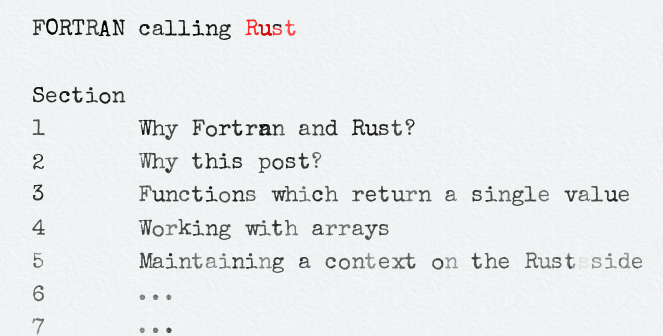 FORTRAN calling Rust
Section
1 Why Fortran and Rust?
2 Why this post?
3 Functions which return a single value
4 Working with arrays
5 Maintaining a context on the Rust side
6 ...
7 ...